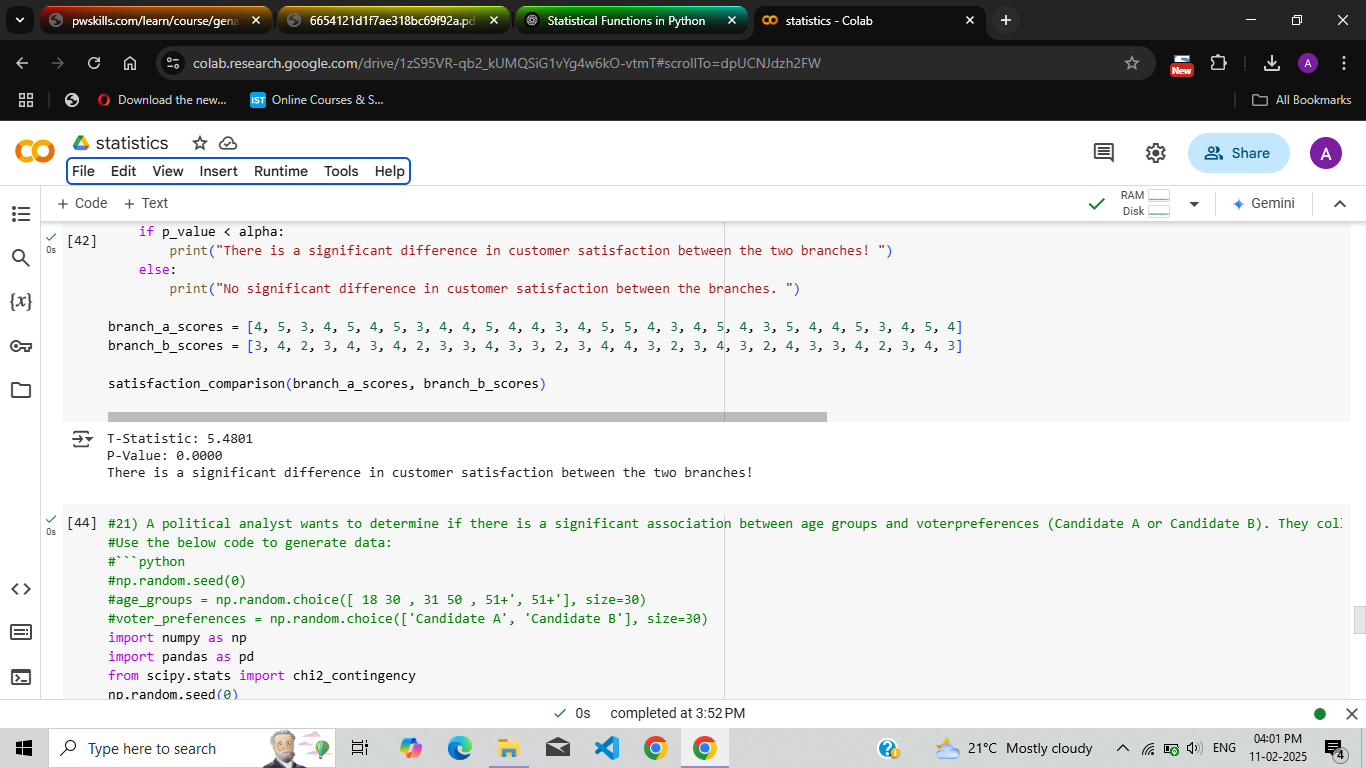 pwskills.com/learn/course/gena
6654121d1f7ae318bc69f92a.pd
Statistical Functions in Python
statistics - Colab
colab.research.google.com/drive/1zS95VR-qb2_kUMQSiG1vYg4w6kO-vtmT#scrollTo=dpUCNJdzh2FW
New
A
Download the new...
IST
Online Courses & S...
All Bookmarks
statistics
File Edit View Insert Runtime Tools Help
Share
A
+ Code + Text
RAM
Disk
Gemini
0s
[42]
if p_value < alpha:
print("There is a significant difference in customer satisfaction between the two branches! ")
else:
print("No significant difference in customer satisfaction between the branches. ")
branch_a_scores = [4, 5, 3, 4, 5, 4, 5, 3, 4, 4, 5, 4, 4, 3, 4, 5, 5, 4, 3, 4, 5, 4, 3, 5, 4, 4, 5, 3, 4, 5, 4]
branch_b_scores = [3, 4, 2, 3, 4, 3, 4, 2, 3, 3, 4, 3, 3, 2, 3, 4, 4, 3, 2, 3, 4, 3, 2, 4, 3, 3, 4, 2, 3, 4, 3]
satisfaction_comparison(branch_a_scores, branch_b_scores)
T-Statistic: 5.4801
P-Value: 0.0000
There is a significant difference in customer satisfaction between the two branches!
0s
[44]
#21) A political analyst wants to determine if there is a significant association between age groups and voterpreferences (Candidate A or Candidate B). They coll
#Use the below code to generate data:
#```python
#np.random.seed(0)
#age_groups = np.random.choice([ 18 30 , 31 50 , 51+', 51+'], size=30)
#voter_preferences = np.random.choice(['Candidate A', 'Candidate B'], size=30)
import numpy as np
import pandas as pd
from scipy.stats import chi2_contingency
np.random.seed(0)
0s completed at 3:52 PM
Type here to search
21°C Mostly cloudy
ENG
04:01 PM
11-02-2025
4